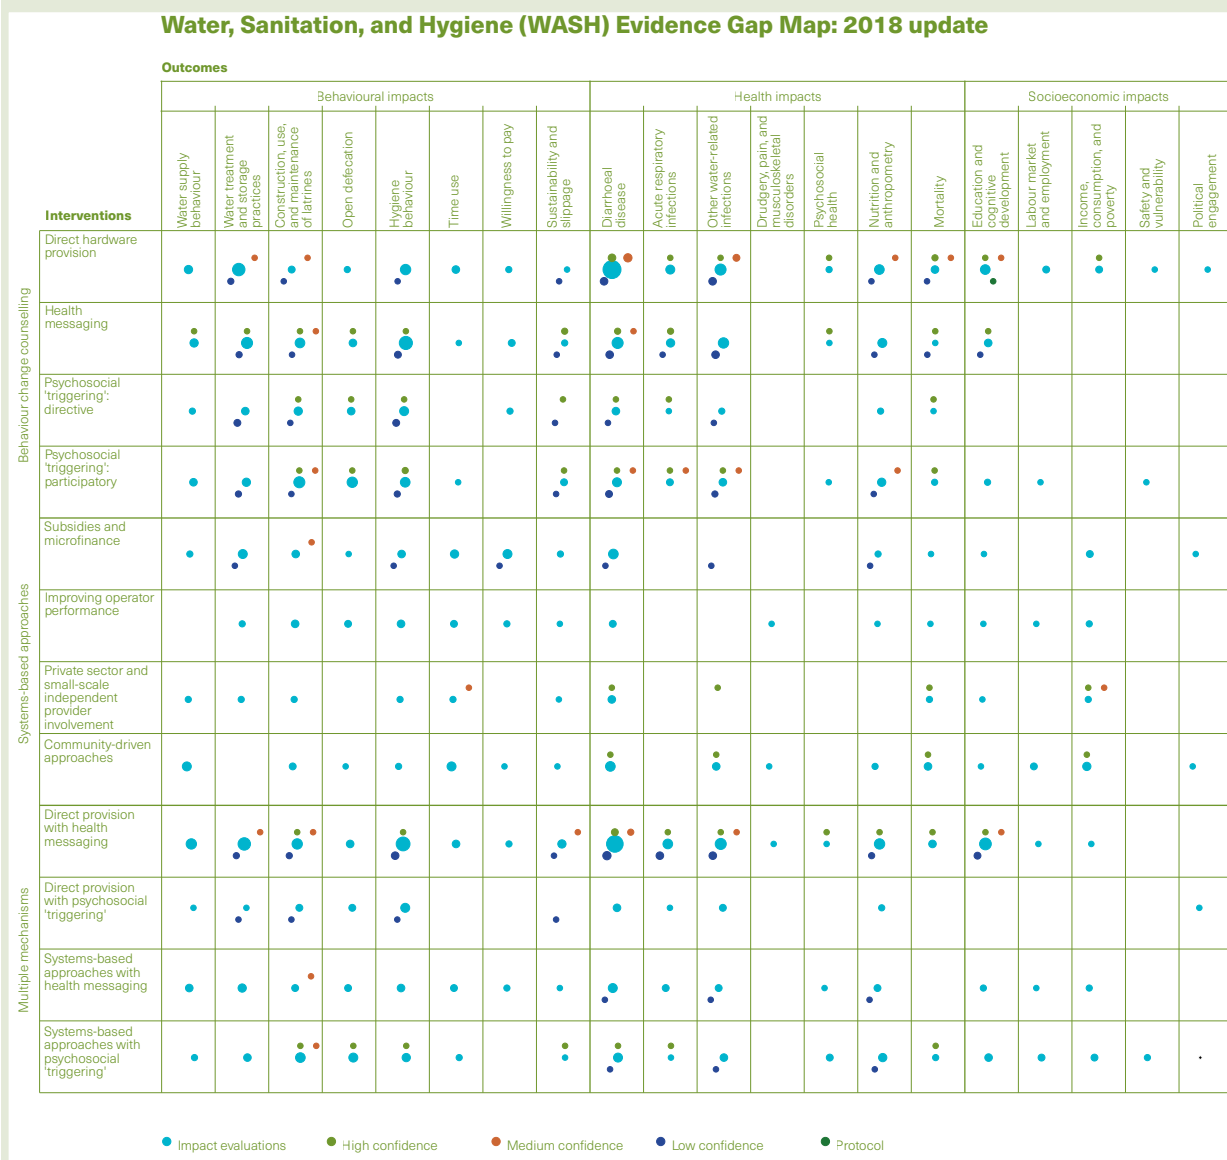 Water, Sanitation, and Hygiene (WASH) Evidence Gap Map: 2018 update
Outcomes
Behavioural impacts
Health impacts
Socioeconomic impacts
Interventions
Water supply
behaviour
Water treatment
and storage
practices
Construction, use,
and maintenance
of latrines
Open defecation
Hygiene
behaviour
Time use
Willingness to pay
Sustainability and
slippage
Diarrhoeal
disease
Acute respiratory
infections
Other water-related
infections
Drudgery, pain, and
musculoskeletal
disorders
Psychosocial
health
Nutrition and
anthropometry
Mortality
Education and
cognitive
development
Labour market
and employment
Income,
consumption, and
poverty
Safety and
vulnerability
Political
engagement
Behaviour change counselling
Direct hardware
provision
Health
messaging
Psychosocial
'triggering':
directive
Psychosocial
'triggering':
participatory
Systems-based approaches
Subsidies and
microfinance
Improving operator
performance
Private sector and
small-scale
independent
provider
involvement
Community-driven
approaches
Multiple mechanisms
Direct provision
with health
messaging
Direct provision
with psychosocial
'triggering'
Systems-based
approaches with
health messaging
Systems-based
approaches with
psychosocial
'triggering'
Impact evaluations
High confidence
Medium confidence
Low confidence
Protocol